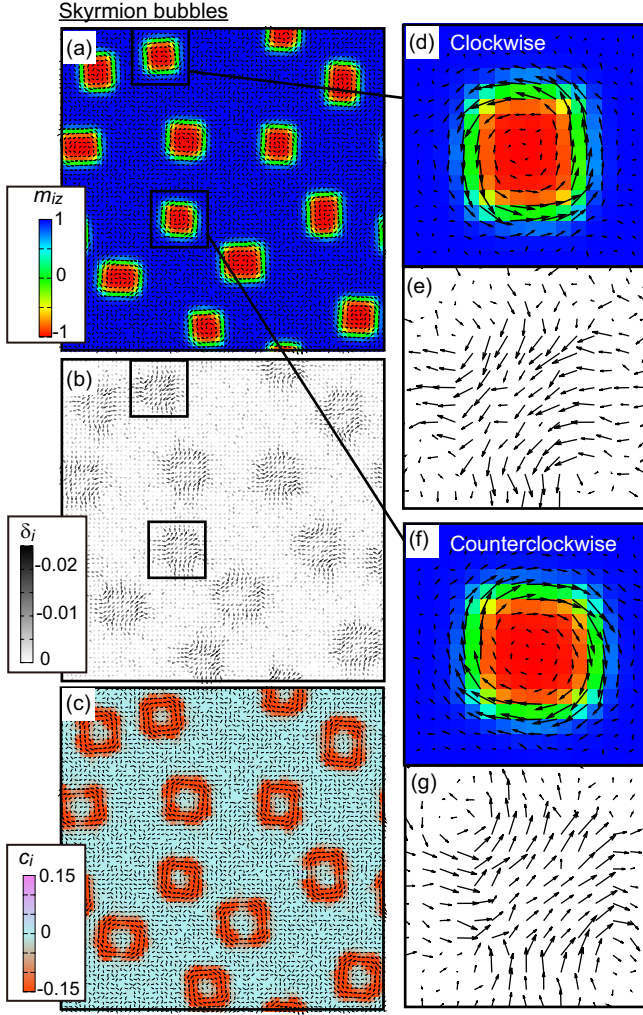 Skyrmion bubbles
(a)
m_iz
1
0
-1
(b)
δ_i
-0.02
-0.01
0
(c)
c_i
0.15
0
-0.15
(d) Clockwise
(e)
(f) Counterclockwise
(g)